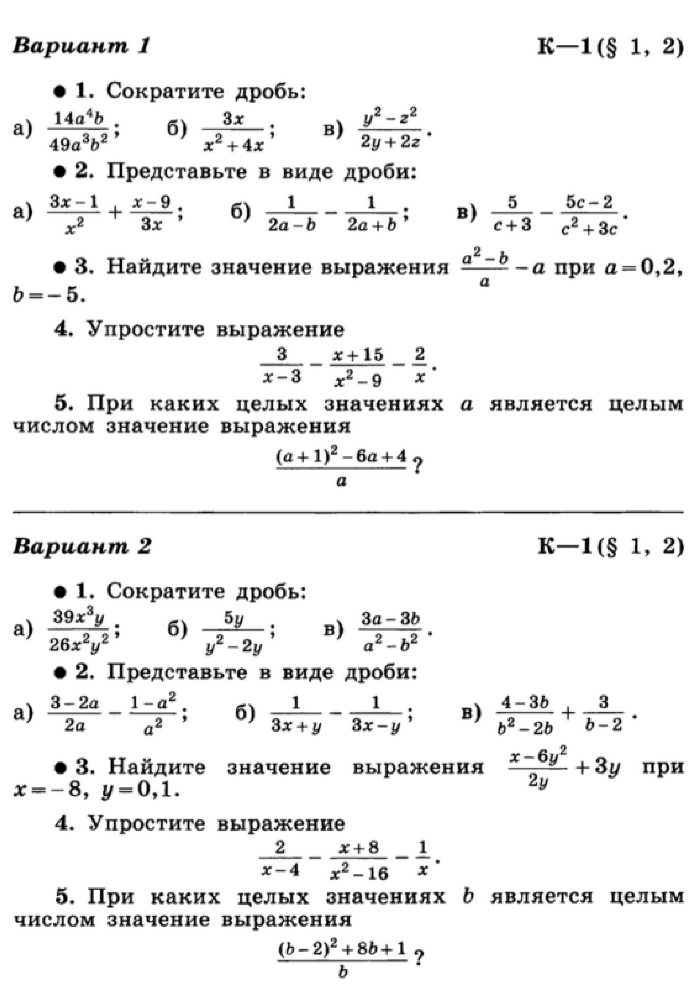 Вариант 1 К—1(§ 1, 2)
● 1. Сократите дробь:
а) \frac{14a^4b}{49a^3b^2}; б) \frac{3x}{x^2+4x}; в) \frac{y^2-z^2}{2y+2z}.
● 2. Представьте в виде дроби:
а) \frac{3x-1}{x^2} + \frac{x-9}{3x}; б) \frac{1}{2a-b} - \frac{1}{2a+b}; в) \frac{5}{c+3} - \frac{5c-2}{c^2+3c}.
● 3. Найдите значение выражения \frac{a^2-b}{a} - a при a=0,2,
b=-5.
4. Упростите выражение
\frac{3}{x-3} - \frac{x+15}{x^2-9} - \frac{2}{x}.
5. При каких целых значениях a является целым
числом значение выражения
\frac{(a+1)^2-6a+4}{a}?
Вариант 2 К—1(§ 1, 2)
● 1. Сократите дробь:
а) \frac{39x^3y}{26x^2y^2}; б) \frac{5y}{y^2-2y}; в) \frac{3a-3b}{a^2-b^2}.
● 2. Представьте в виде дроби:
а) \frac{3-2a}{2a} - \frac{1-a^2}{a^2}; б) \frac{1}{3x+y} - \frac{1}{3x-y}; в) \frac{4-3b}{b^2-2b} + \frac{3}{b-2}.
● 3. Найдите значение выражения \frac{x-6y^2}{2y} + 3y при
x=-8, y=0,1.
4. Упростите выражение
\frac{2}{x-4} - \frac{x+8}{x^2-16} - \frac{1}{x}.
5. При каких целых значениях b является целым
числом значение выражения
\frac{(b-2)^2+8b+1}{b}?